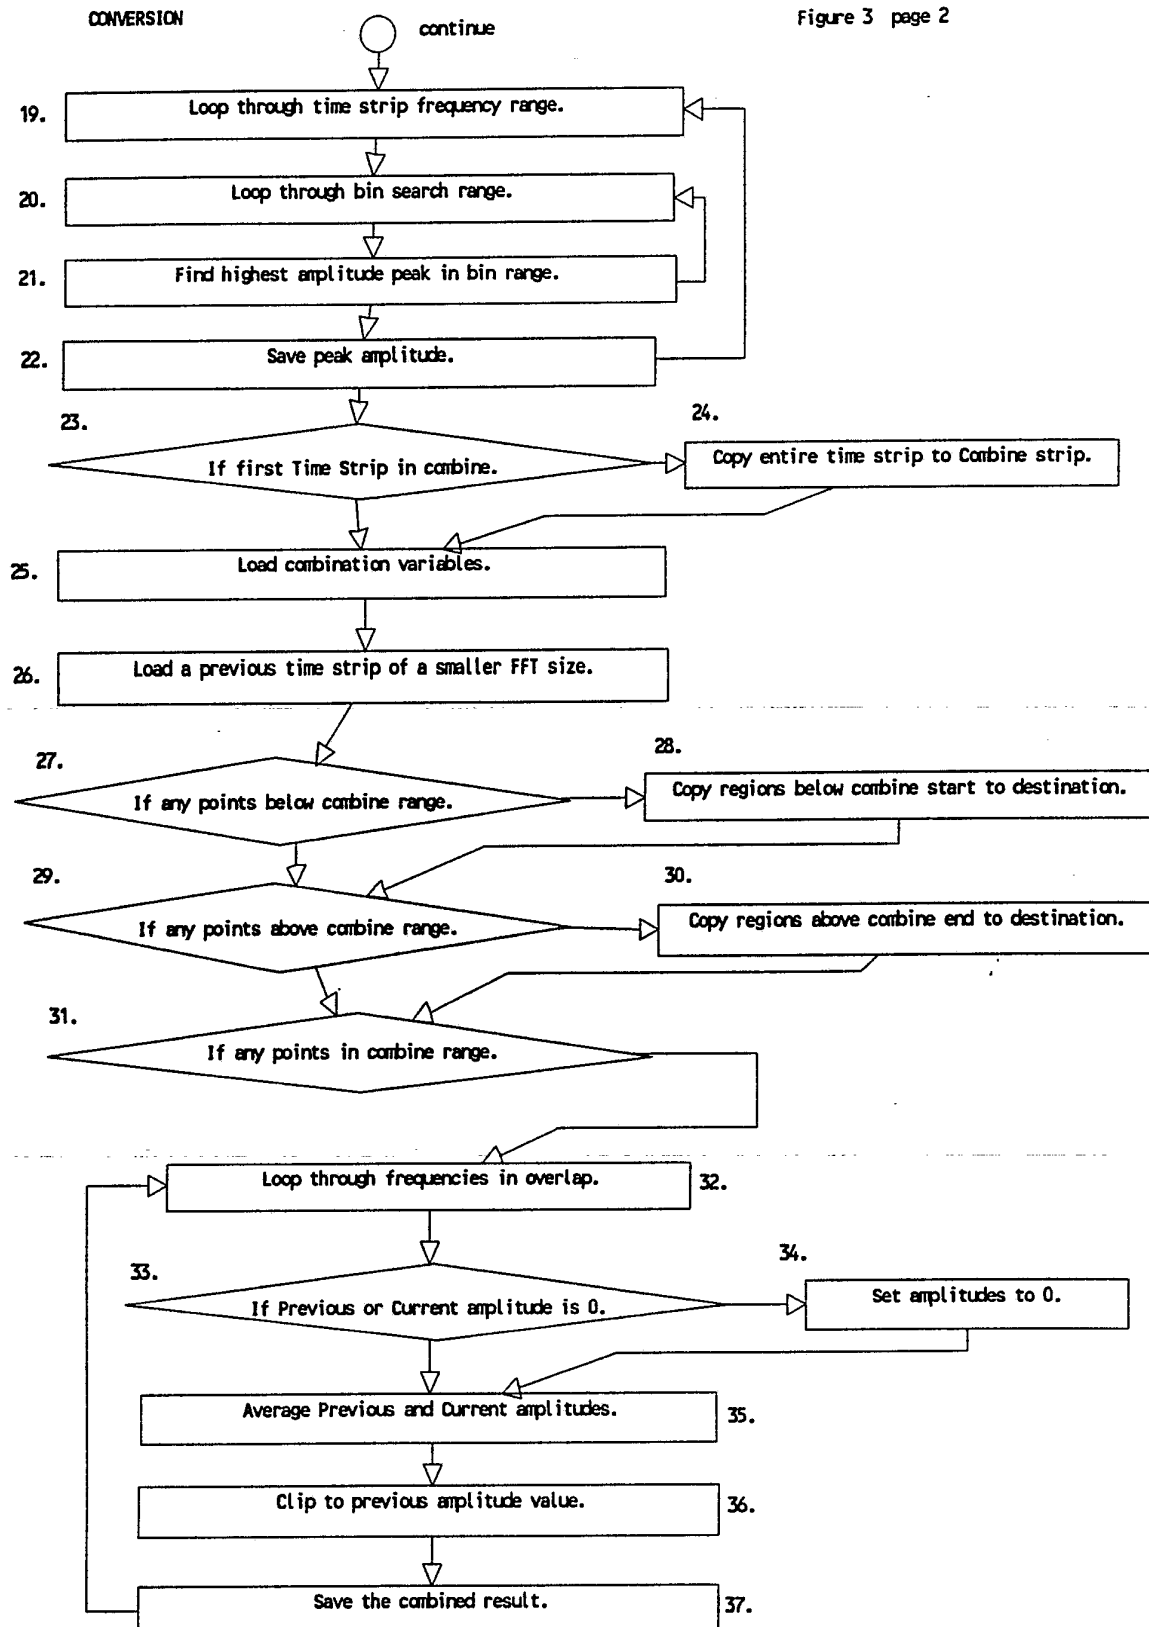 CONVERSION
continue
Figure 3 page 2
19.
Loop through time strip frequency range.
20.
Loop through bin search range.
21.
Find highest amplitude peak in bin range.
22.
Save peak amplitude.
23.
If first Time Strip in combine.
24.
Copy entire time strip to Combine strip.
25.
Load combination variables.
26.
Load a previous time strip of a smaller FFT size.
27.
If any points below combine range.
28.
Copy regions below combine start to destination.
29.
If any points above combine range.
30.
Copy regions above combine end to destination.
31.
If any points in combine range.
Loop through frequencies in overlap.
32.
33.
If Previous or Current amplitude is 0.
34.
Set amplitudes to 0.
Average Previous and Current amplitudes.
35.
Clip to previous amplitude value.
36.
Save the combined result.
37.